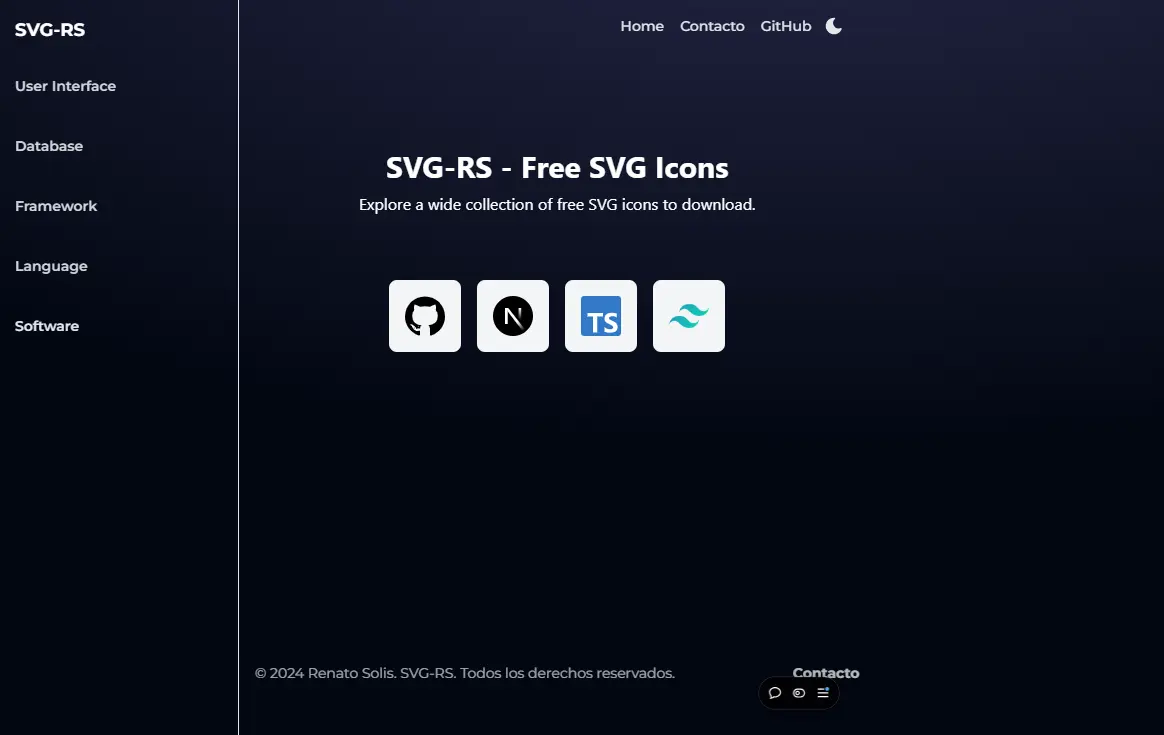 SVG-RS
User Interface
Database
Framework
Language
Software
Home Contacto GitHub
SVG-RS - Free SVG Icons
Explore a wide collection of free SVG icons to download.
N TS
© 2024 Renato Solis. SVG-RS. Todos los derechos reservados.
Contacto